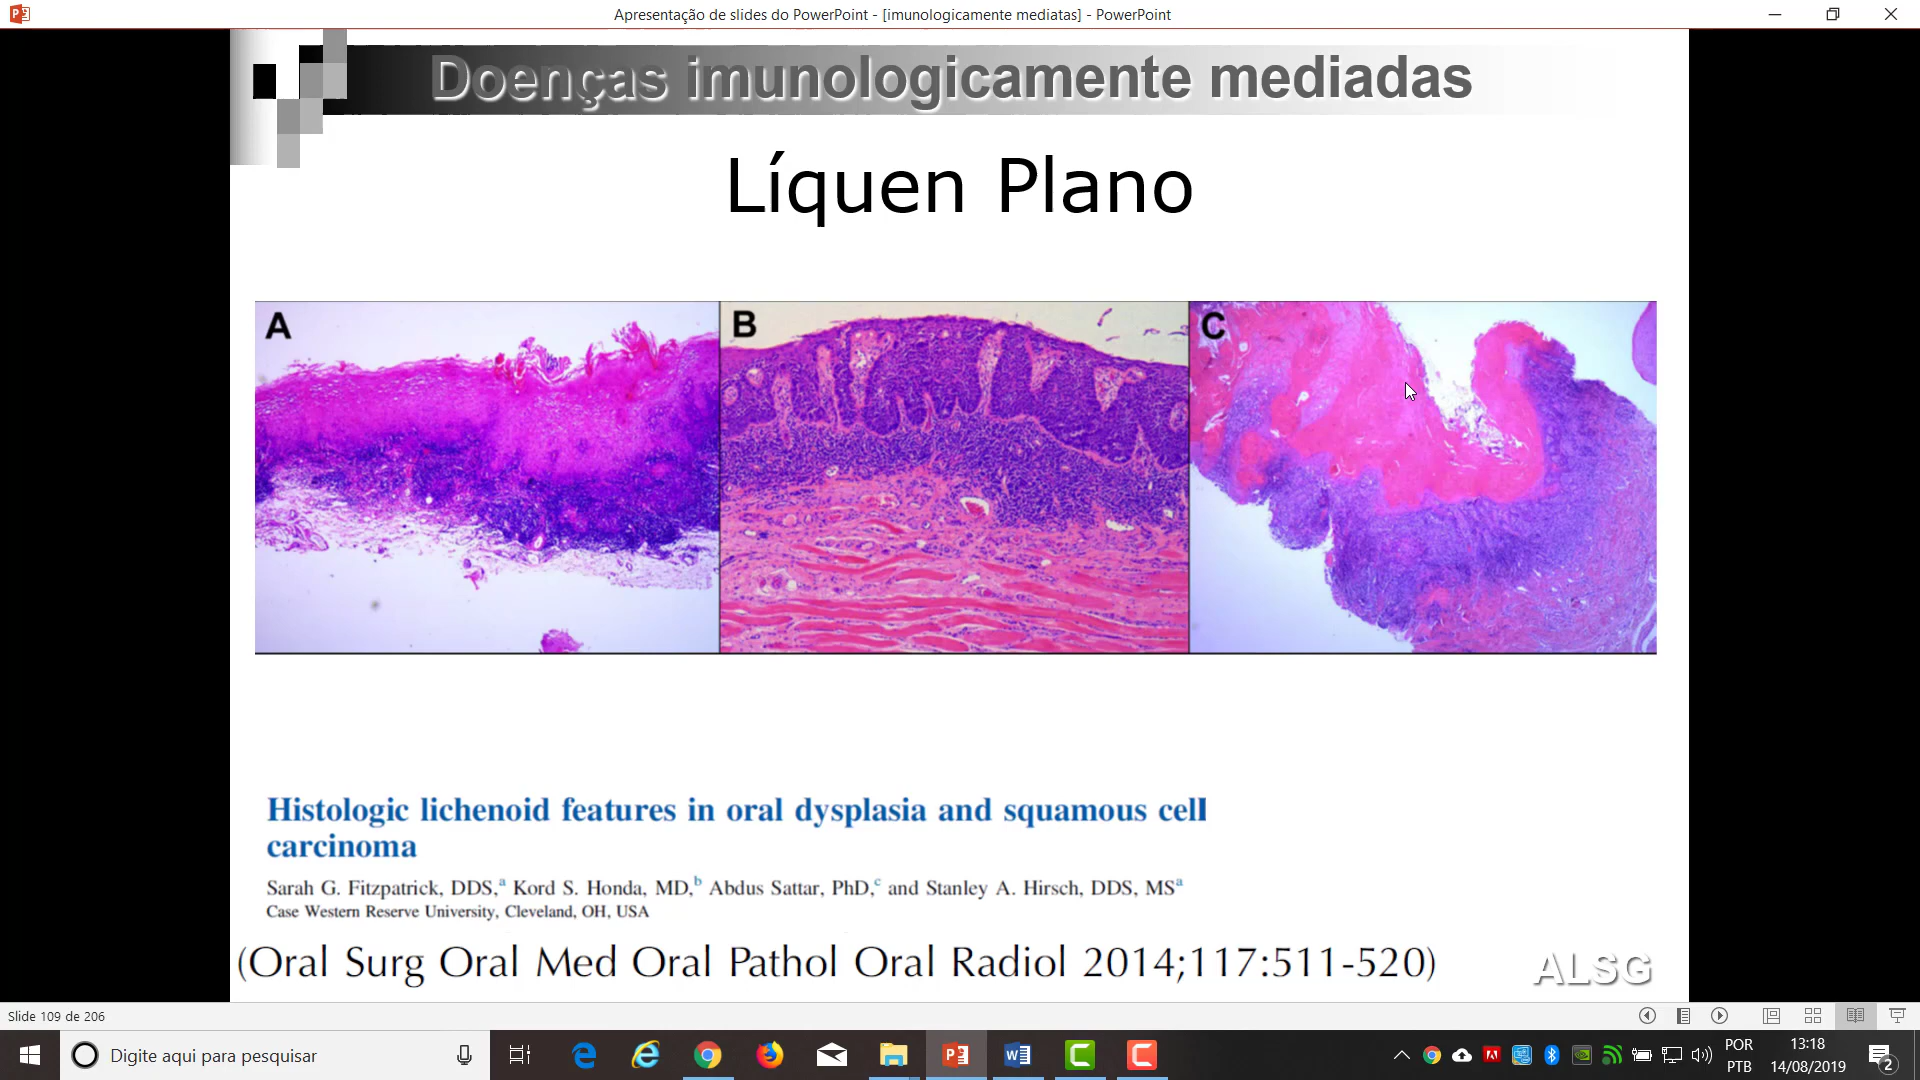 Apresentação de slides do PowerPoint - [imunologicamente mediatas] - PowerPoint
Doenças imunologicamente mediadas
Líquen Plano
A
B
C
Histologic lichenoid features in oral dysplasia and squamous cell
carcinoma
Sarah G. Fitzpatrick, DDS,a Kord S. Honda, MD,b Abdus Sattar, PhD,c and Stanley A. Hirsch, DDS, MSa
Case Western Reserve University, Cleveland, OH, USA
(Oral Surg Oral Med Oral Pathol Oral Radiol 2014;117:511-520)
ALSG
Slide 109 de 206
Digite aqui para pesquisar
POR
PTB
13:18
14/08/2019
2